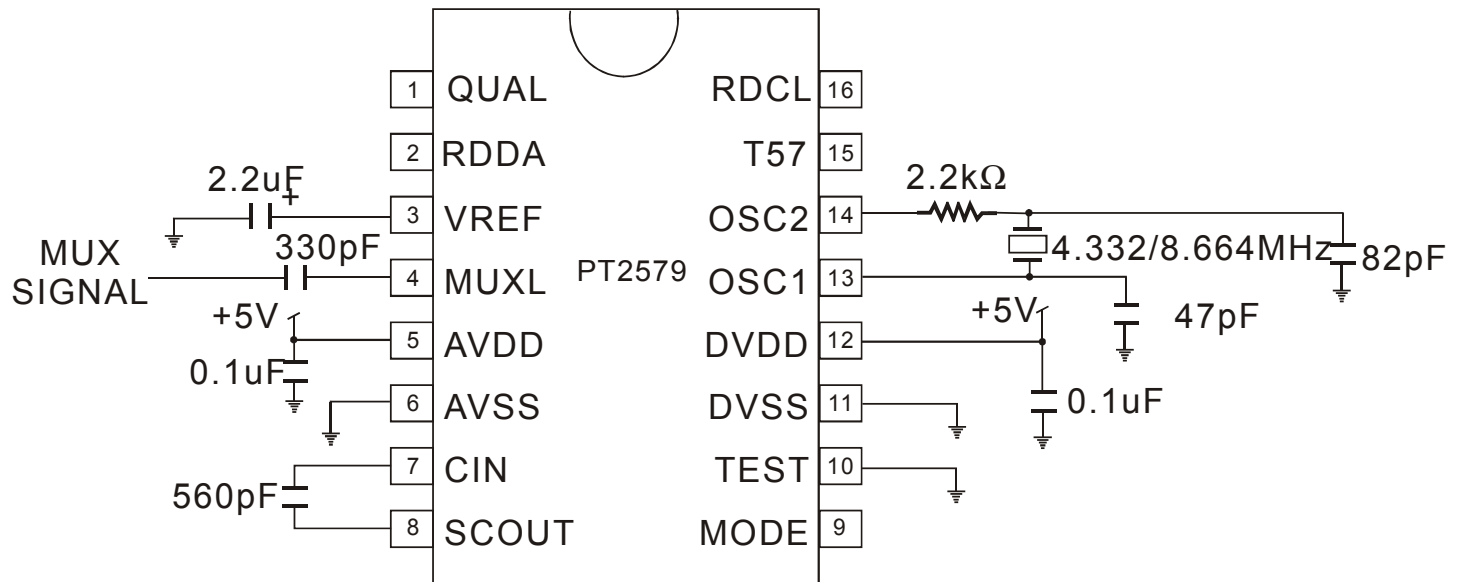 1 QUAL
RDCL 16
2 RDDA
T57 15
2.2uF
+
3 VREF
2.2kΩ
OSC2 14
MUX
SIGNAL
330pF
4 MUXL
PT2579
OSC1 13
4.332/8.664MHz
82pF
+5V
5 AVDD
0.1uF
+5V
DVDD 12
47pF
6 AVSS
DVSS 11
0.1uF
7 CIN
TEST 10
560pF
8 SCOUT
MODE 9